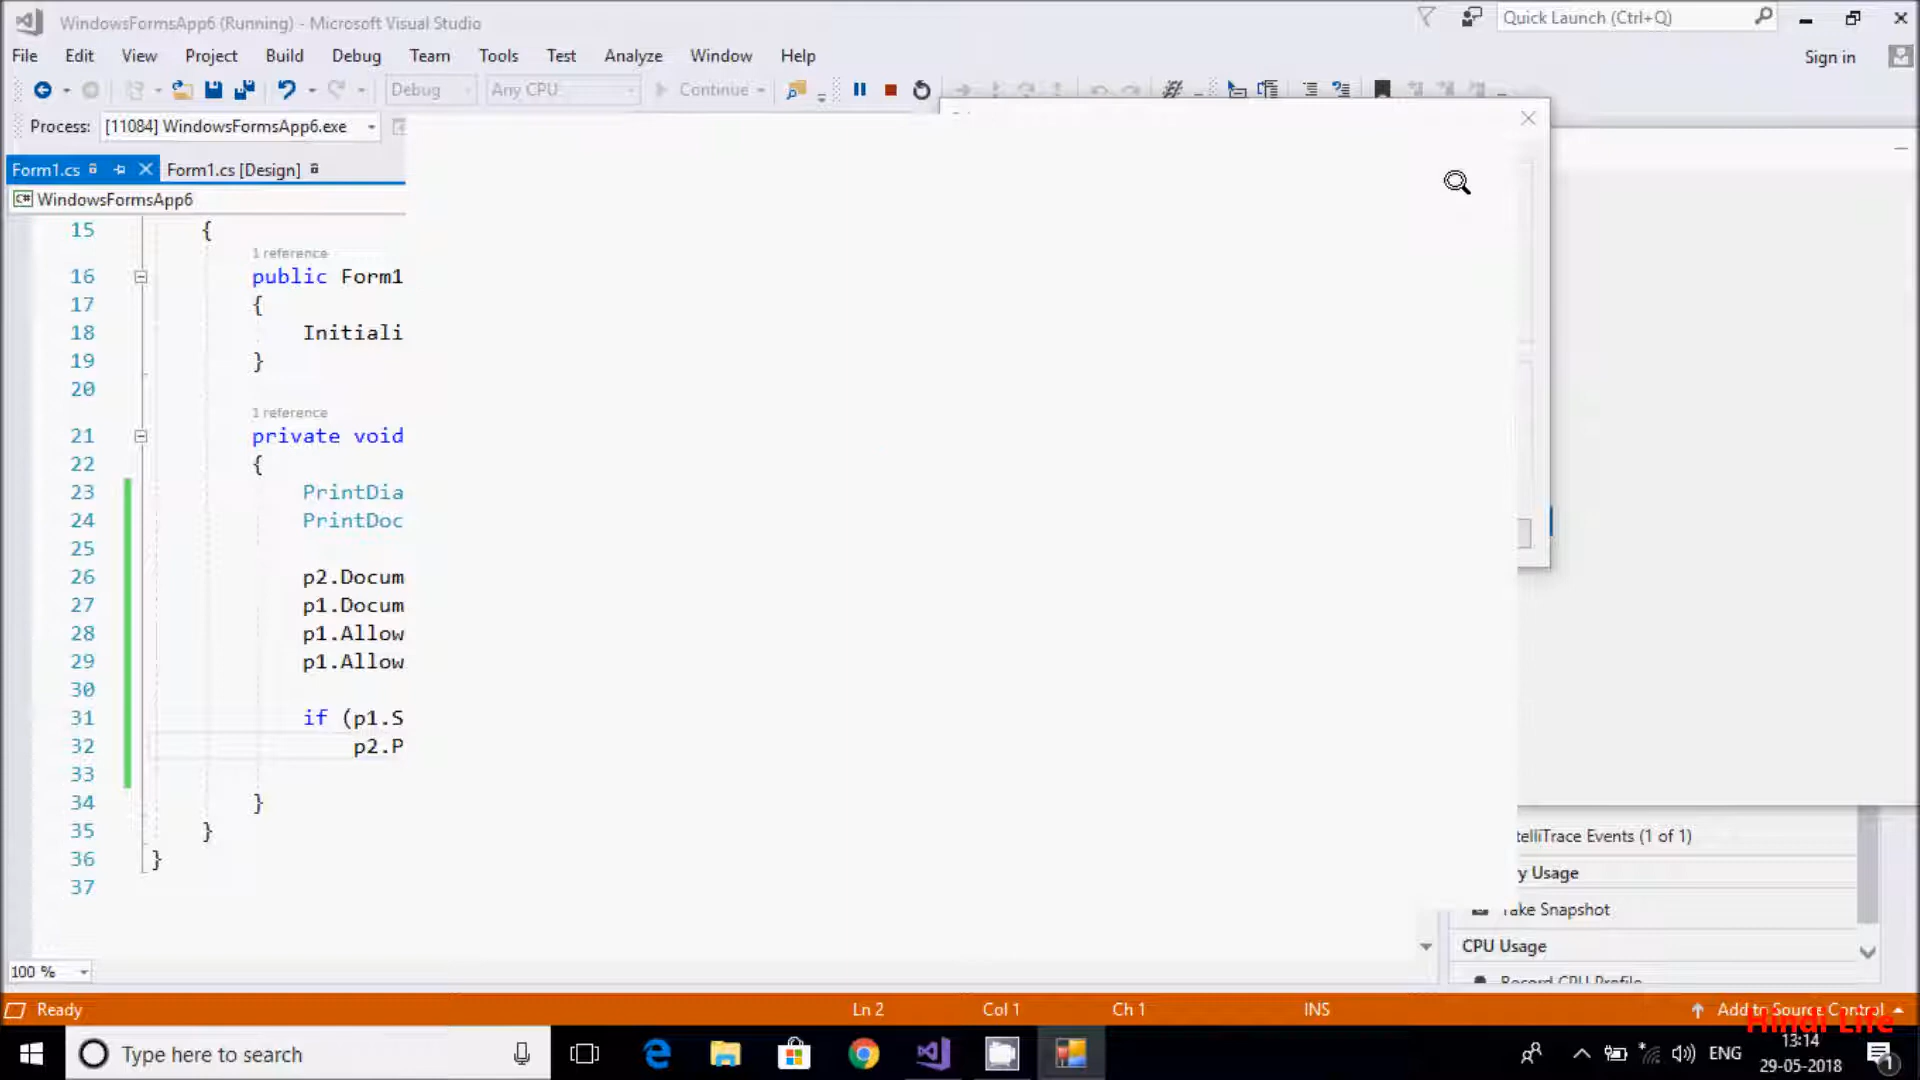 WindowsFormsApp6 (Running) - Microsoft Visual Studio
Quick Launch (Ctrl+Q)
File Edit View Project Build Debug Team Tools Test Analyze Window Help
Sign in
Debug Any CPU Continue
Process: [11084] WindowsFormsApp6.exe
Form1.cs Form1.cs [Design]
C# WindowsFormsApp6
15 {
1 reference
16 public Form1
17 {
18 Initiali
19 }
20
1 reference
21 private void
22 {
23 PrintDia
24 PrintDoc
25
26 p2.Docum
27 p1.Docum
28 p1.Allow
29 p1.Allow
30
31 if (p1.S
32 p2.P
33
34 }
35 }
36 }
37
telliTrace Events (1 of 1)
y Usage
Take Snapshot
CPU Usage
Record CPU Profile
100 %
Ready Ln 2 Col 1 Ch 1 INS Add to Source Control
Hindi Life
Type here to search
ENG
13:14
29-05-2018
1